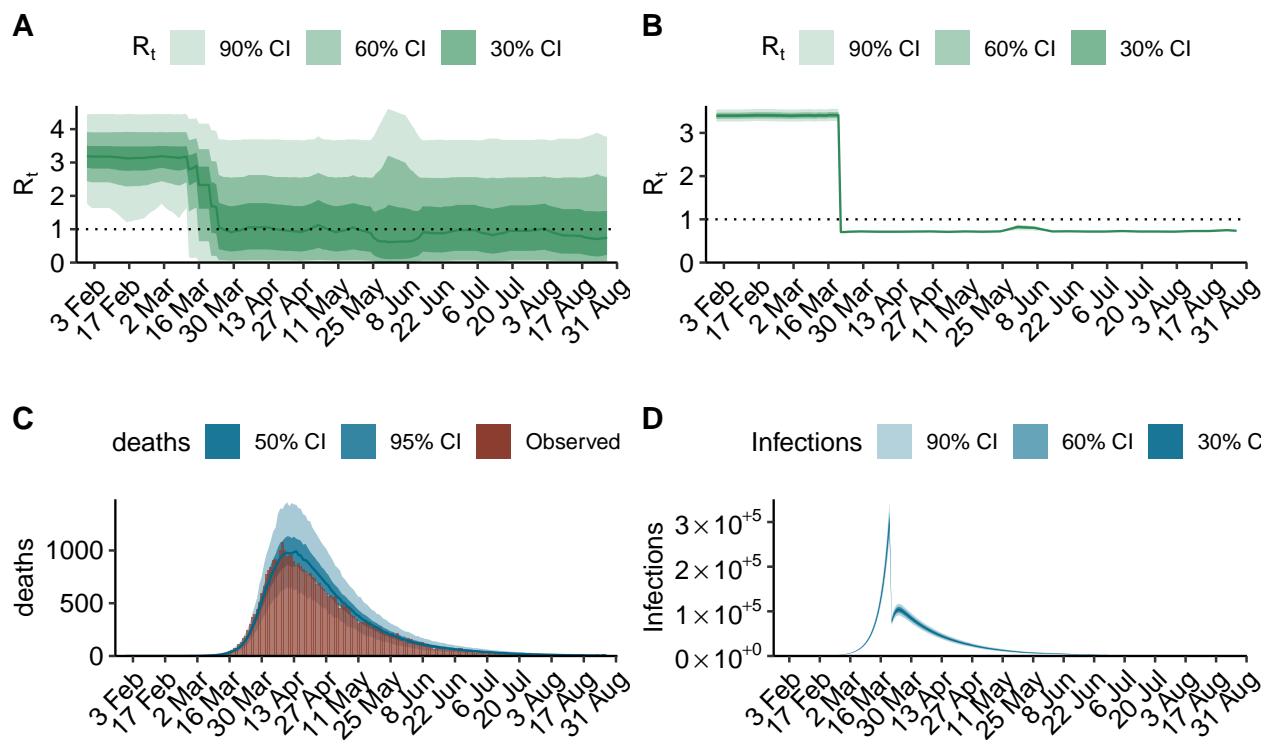 A
R_t 90% CI 60% CI 30% CI
R_t
4
3
2
1
0
3 Feb
17 Feb
2 Mar
16 Mar
30 Mar
13 Apr
27 Apr
11 May
25 May
8 Jun
22 Jun
6 Jul
20 Jul
3 Aug
17 Aug
31 Aug
B
R_t 90% CI 60% CI 30% CI
R_t
3
2
1
0
3 Feb
17 Feb
2 Mar
16 Mar
30 Mar
13 Apr
27 Apr
11 May
25 May
8 Jun
22 Jun
6 Jul
20 Jul
3 Aug
17 Aug
31 Aug
C
deaths 50% CI 95% CI Observed
deaths
1000
500
0
3 Feb
17 Feb
2 Mar
16 Mar
30 Mar
13 Apr
27 Apr
11 May
25 May
8 Jun
22 Jun
6 Jul
20 Jul
3 Aug
17 Aug
31 Aug
D
Infections 90% CI 60% CI 30% C
Infections
3×10⁺⁵
2×10⁺⁵
1×10⁺⁵
0×10⁺⁰
3 Feb
17 Feb
2 Mar
16 Mar
30 Mar
13 Apr
27 Apr
11 May
25 May
8 Jun
22 Jun
6 Jul
20 Jul
3 Aug
17 Aug
31 Aug